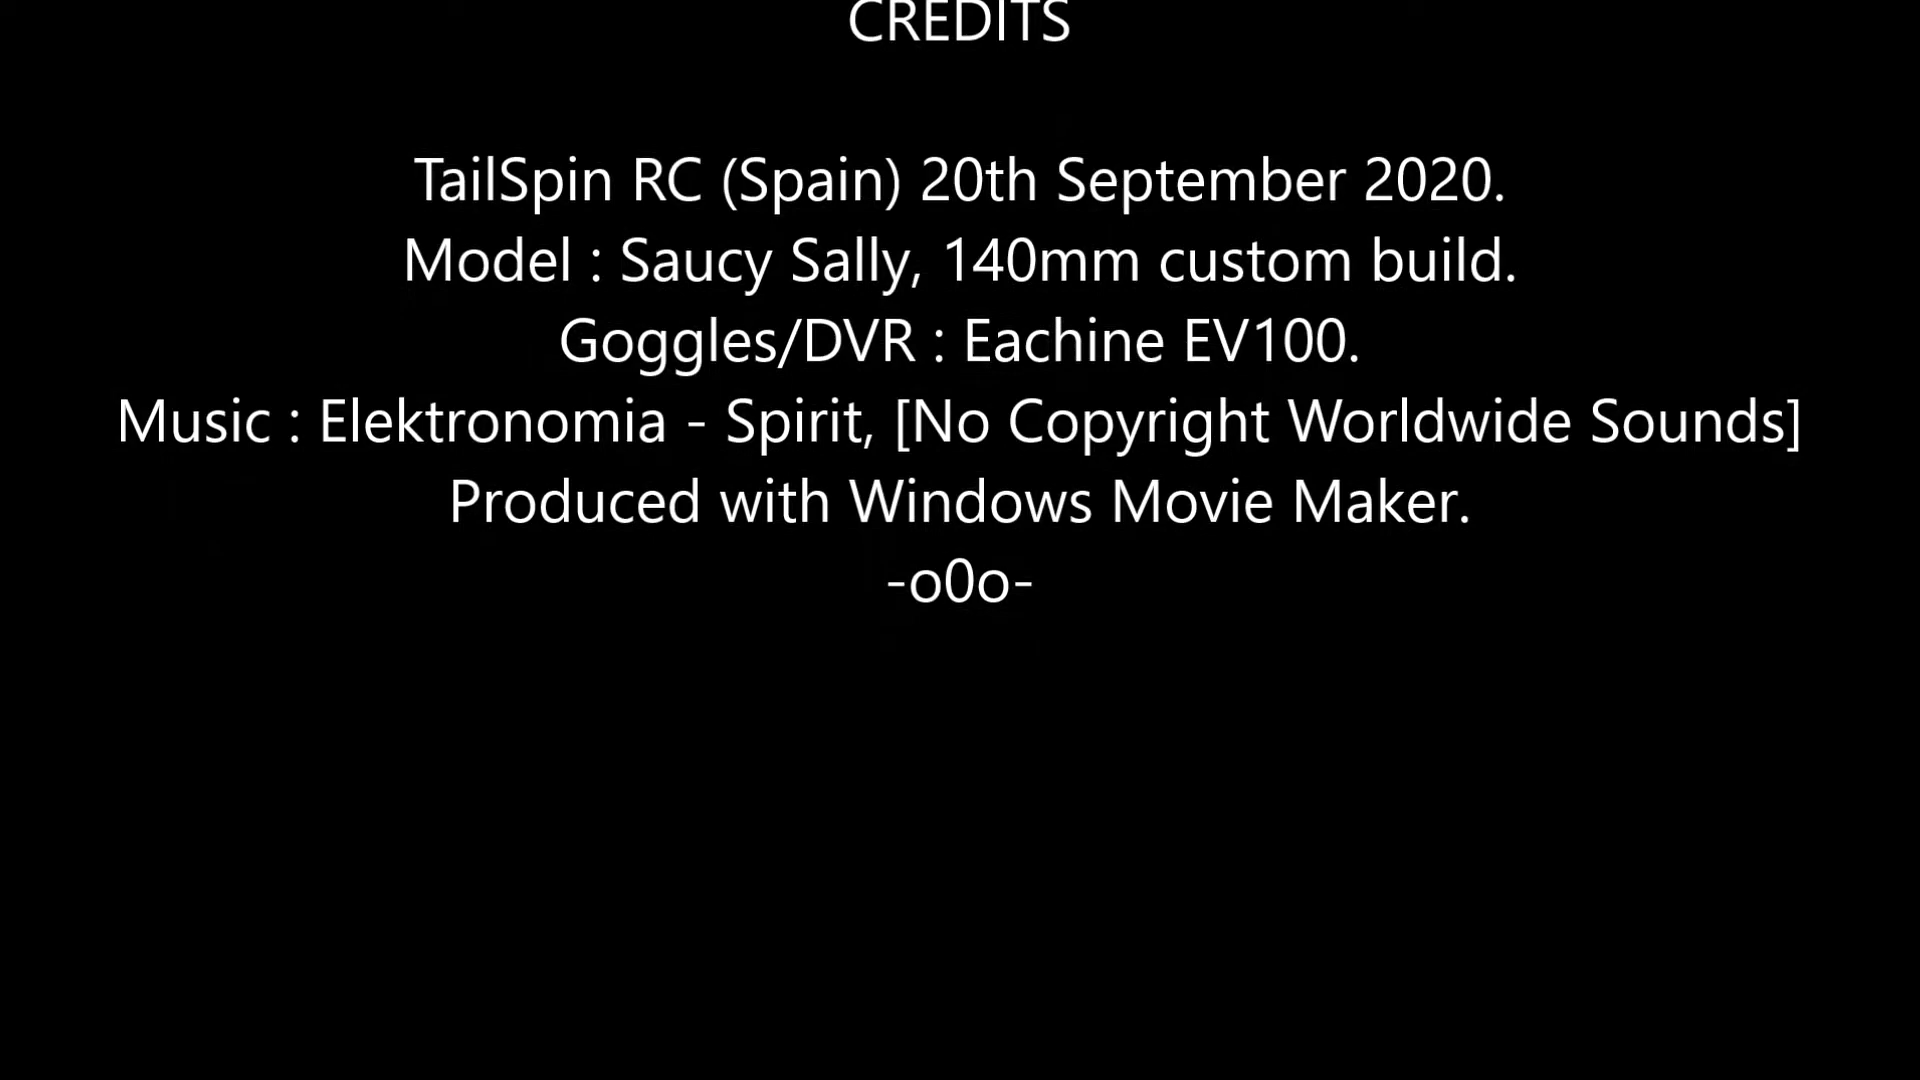 CREDITS
TailSpin RC (Spain) 20th September 2020.
Model : Saucy Sally, 140mm custom build.
Goggles/DVR : Eachine EV100.
Music : Elektronomia - Spirit, [No Copyright Worldwide Sounds]
Produced with Windows Movie Maker.
-o0o-